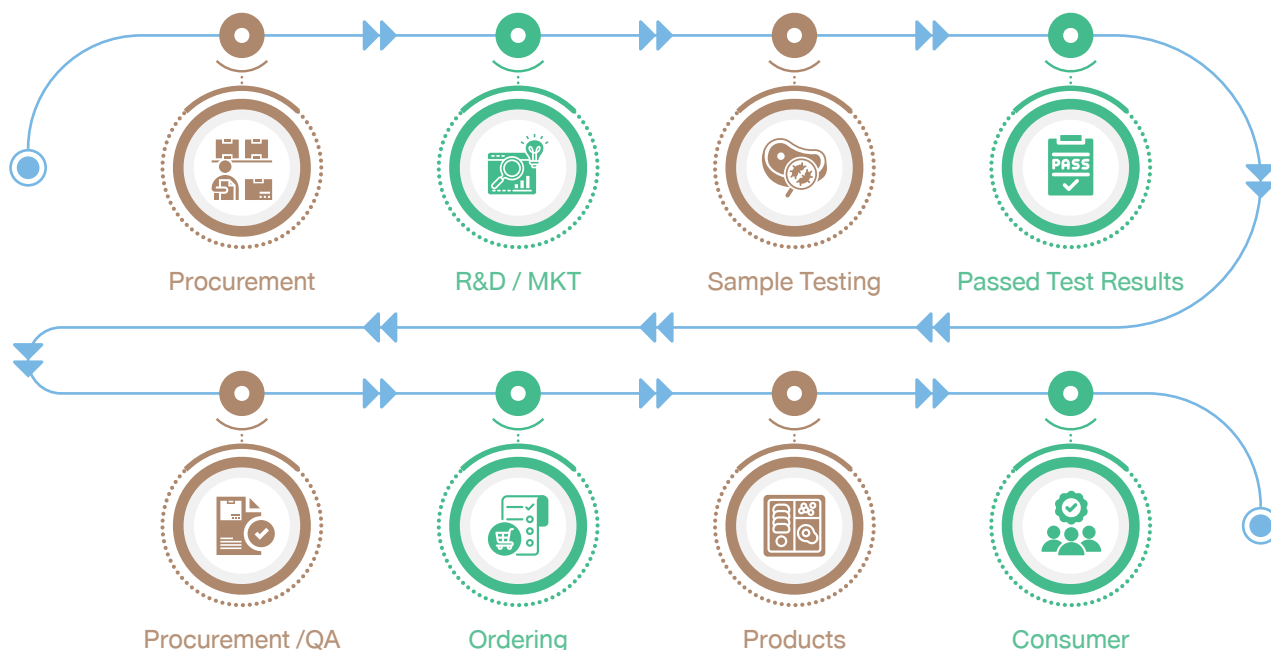 PASS
Procurement
R&D / MKT
Sample Testing
Passed Test Results
Procurement /QA
Ordering
Products
Consumer